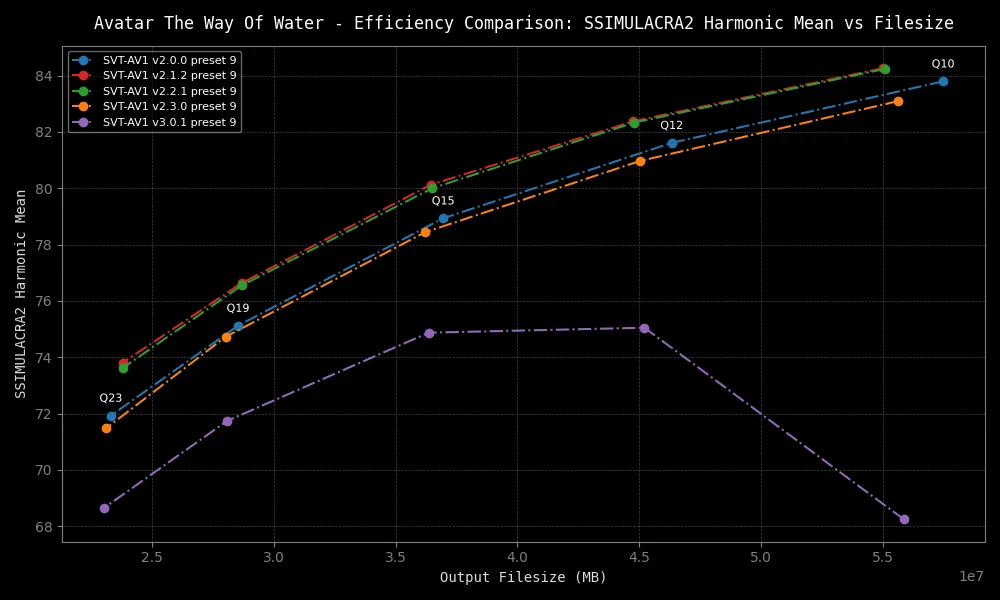 Avatar The Way Of Water - Efficiency Comparison: SSIMULACRA2 Harmonic Mean vs Filesize
SVT-AV1 v2.0.0 preset 9
SVT-AV1 v2.1.2 preset 9
SVT-AV1 v2.2.1 preset 9
SVT-AV1 v2.3.0 preset 9
SVT-AV1 v3.0.1 preset 9
SSIMULACRA2 Harmonic Mean
84
82
80
78
76
74
72
70
68
Q10
Q12
Q15
Q19
Q23
2.5
3.0
3.5
4.0
4.5
5.0
5.5
1e7
Output Filesize (MB)